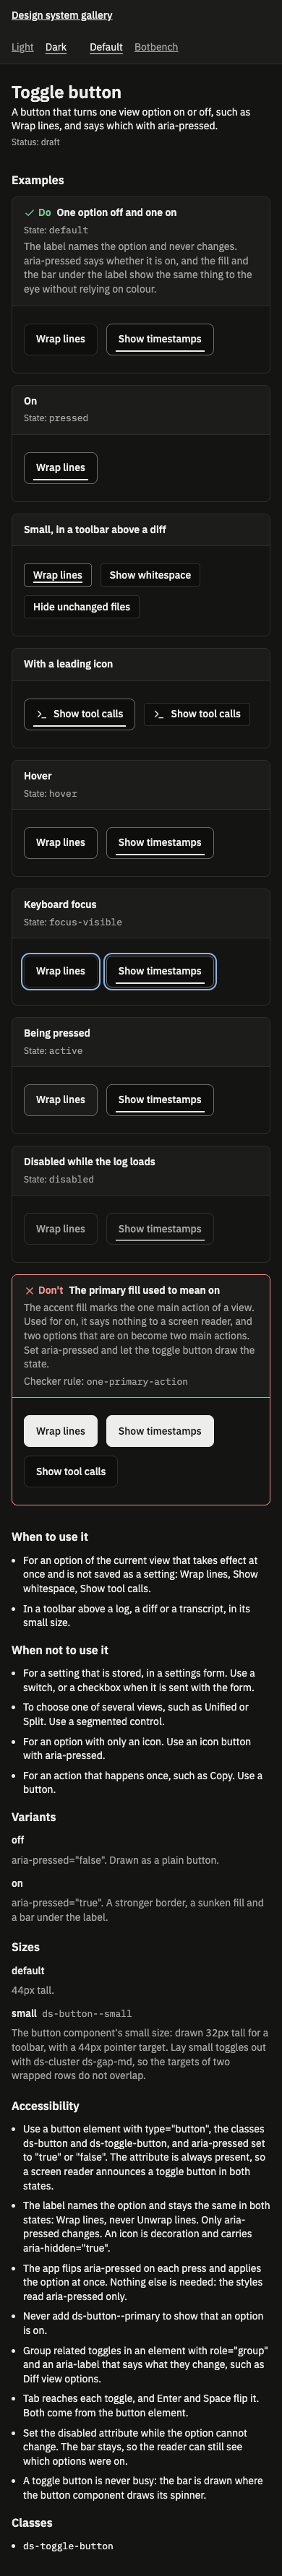 Design system gallery
Light Dark Default Botbench
Toggle button
A button that turns one view option on or off, such as
Wrap lines, and says which with aria-pressed.
Status: draft
Examples
Do One option off and one on
State: default
The label names the option and never changes.
aria-pressed says whether it is on, and the fill and
the bar under the label show the same thing to the
eye without relying on colour.
Wrap lines Show timestamps
On
State: pressed
Wrap lines
Small, in a toolbar above a diff
Wrap lines Show whitespace
Hide unchanged files
With a leading icon
Show tool calls Show tool calls
Hover
State: hover
Wrap lines Show timestamps
Keyboard focus
State: focus-visible
Wrap lines Show timestamps
Being pressed
State: active
Wrap lines Show timestamps
Disabled while the log loads
State: disabled
Wrap lines Show timestamps
Don't The primary fill used to mean on
The accent fill marks the one main action of a view.
Used for on, it says nothing to a screen reader, and
two options that are on become two main actions.
Set aria-pressed and let the toggle button draw the
state.
Checker rule: one-primary-action
Wrap lines Show timestamps
Show tool calls
When to use it
• For an option of the current view that takes effect at
once and is not saved as a setting: Wrap lines, Show
whitespace, Show tool calls.
• In a toolbar above a log, a diff or a transcript, in its
small size.
When not to use it
• For a setting that is stored, in a settings form. Use a
switch, or a checkbox when it is sent with the form.
• To choose one of several views, such as Unified or
Split. Use a segmented control.
• For an option with only an icon. Use an icon button
with aria-pressed.
• For an action that happens once, such as Copy. Use a
button.
Variants
off
aria-pressed="false". Drawn as a plain button.
on
aria-pressed="true". A stronger border, a sunken fill and
a bar under the label.
Sizes
default
44px tall.
small ds-button--small
The button component's small size: drawn 32px tall for a
toolbar, with a 44px pointer target. Lay small toggles out
with ds-cluster ds-gap-md, so the targets of two
wrapped rows do not overlap.
Accessibility
• Use a button element with type="button", the classes
ds-button and ds-toggle-button, and aria-pressed set
to "true" or "false". The attribute is always present, so
a screen reader announces a toggle button in both
states.
• The label names the option and stays the same in both
states: Wrap lines, never Unwrap lines. Only aria-
pressed changes. An icon is decoration and carries
aria-hidden="true".
• The app flips aria-pressed on each press and applies
the option at once. Nothing else is needed: the styles
read aria-pressed only.
• Never add ds-button--primary to show that an option
is on.
• Group related toggles in an element with role="group"
and an aria-label that says what they change, such as
Diff view options.
• Tab reaches each toggle, and Enter and Space flip it.
Both come from the button element.
• Set the disabled attribute while the option cannot
change. The bar stays, so the reader can still see
which options were on.
• A toggle button is never busy: the bar is drawn where
the button component draws its spinner.
Classes
• ds-toggle-button